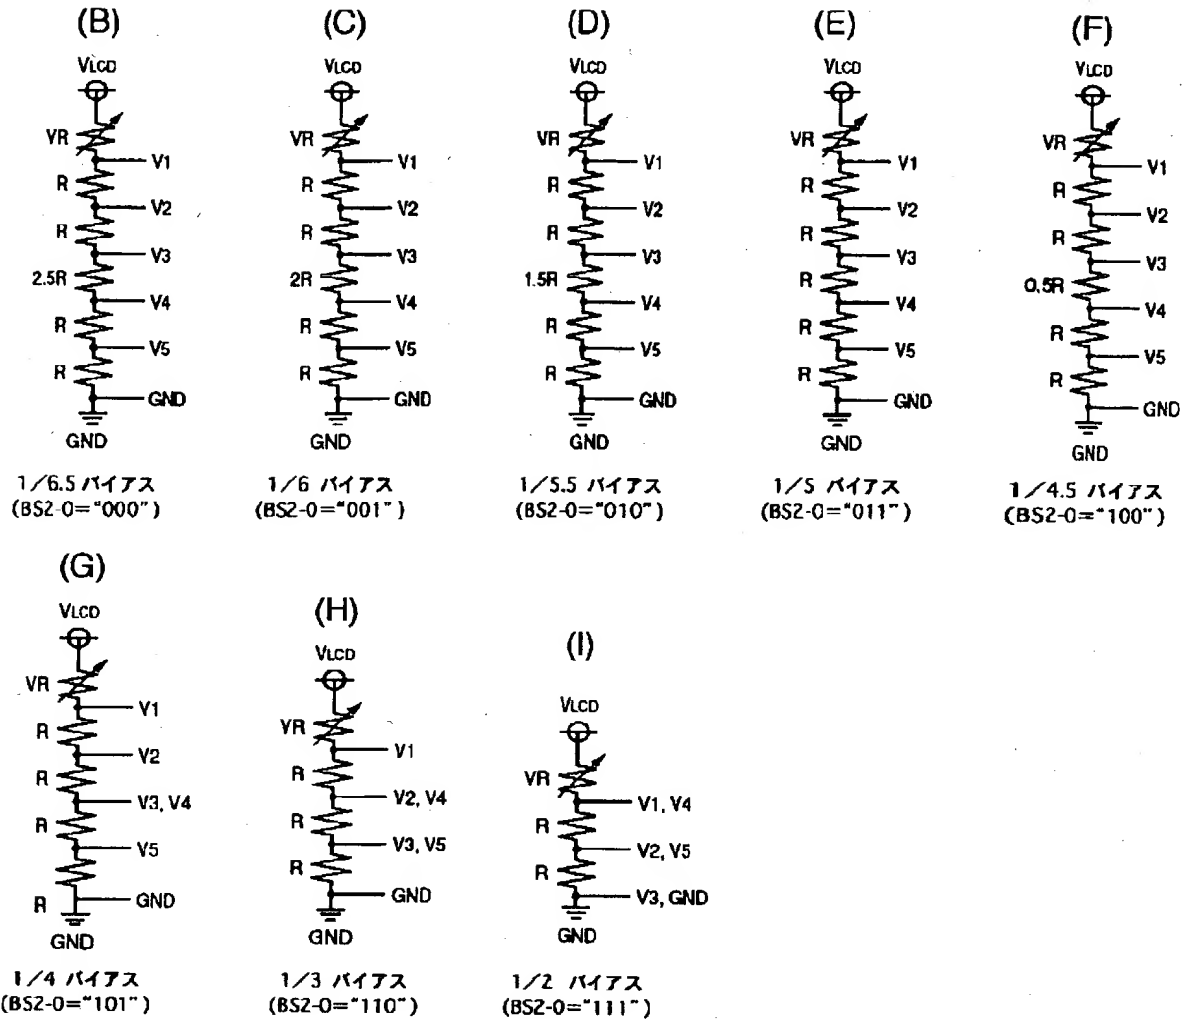 (B)
VLCD
VR
V1
R
V2
R
V3
2.5R
V4
R
V5
R
GND
GND
1/6.5 バイアス
(BS2-0="000")
(C)
VLCD
VR
V1
R
V2
R
V3
2R
V4
R
V5
R
GND
GND
1/6 バイアス
(BS2-0="001")
(D)
VLCD
VR
V1
R
V2
R
V3
1.5R
V4
R
V5
R
GND
GND
1/5.5 バイアス
(BS2-0="010")
(E)
VLCD
VR
V1
R
V2
R
V3
R
V4
R
V5
R
GND
GND
1/5 バイアス
(BS2-0="011")
(F)
VLCD
VR
V1
R
V2
R
V3
0.5R
V4
R
V5
R
GND
GND
1/4.5 バイアス
(BS2-0="100")
(G)
VLCD
VR
V1
R
V2
R
V3, V4
R
V5
R
GND
GND
1/4 バイアス
(BS2-0="101")
(H)
VLCD
VR
V1
R
V2, V4
R
V3, V5
R
GND
GND
1/3 バイアス
(BS2-0="110")
(I)
VLCD
VR
V1, V4
R
V2, V5
R
V3, GND
GND
1/2 バイアス
(BS2-0="111")